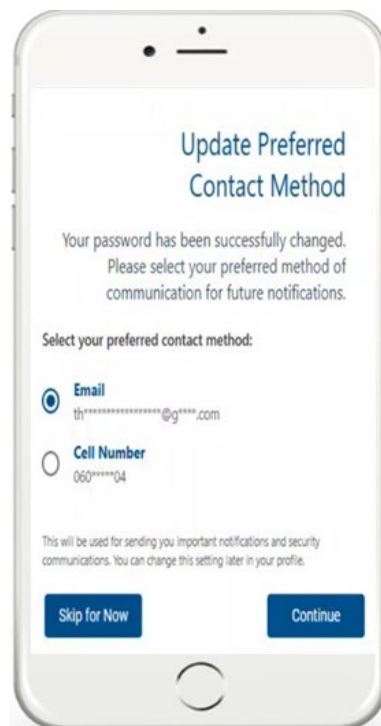 Update Preferred
Contact Method
Your password has been successfully changed.
Please select your preferred method of
communication for future notifications.
Select your preferred contact method:
Email
th*****************@g****.com
Cell Number
060*****04
This will be used for sending you important notifications and security
communications. You can change this setting later in your profile.
Skip for Now
Continue